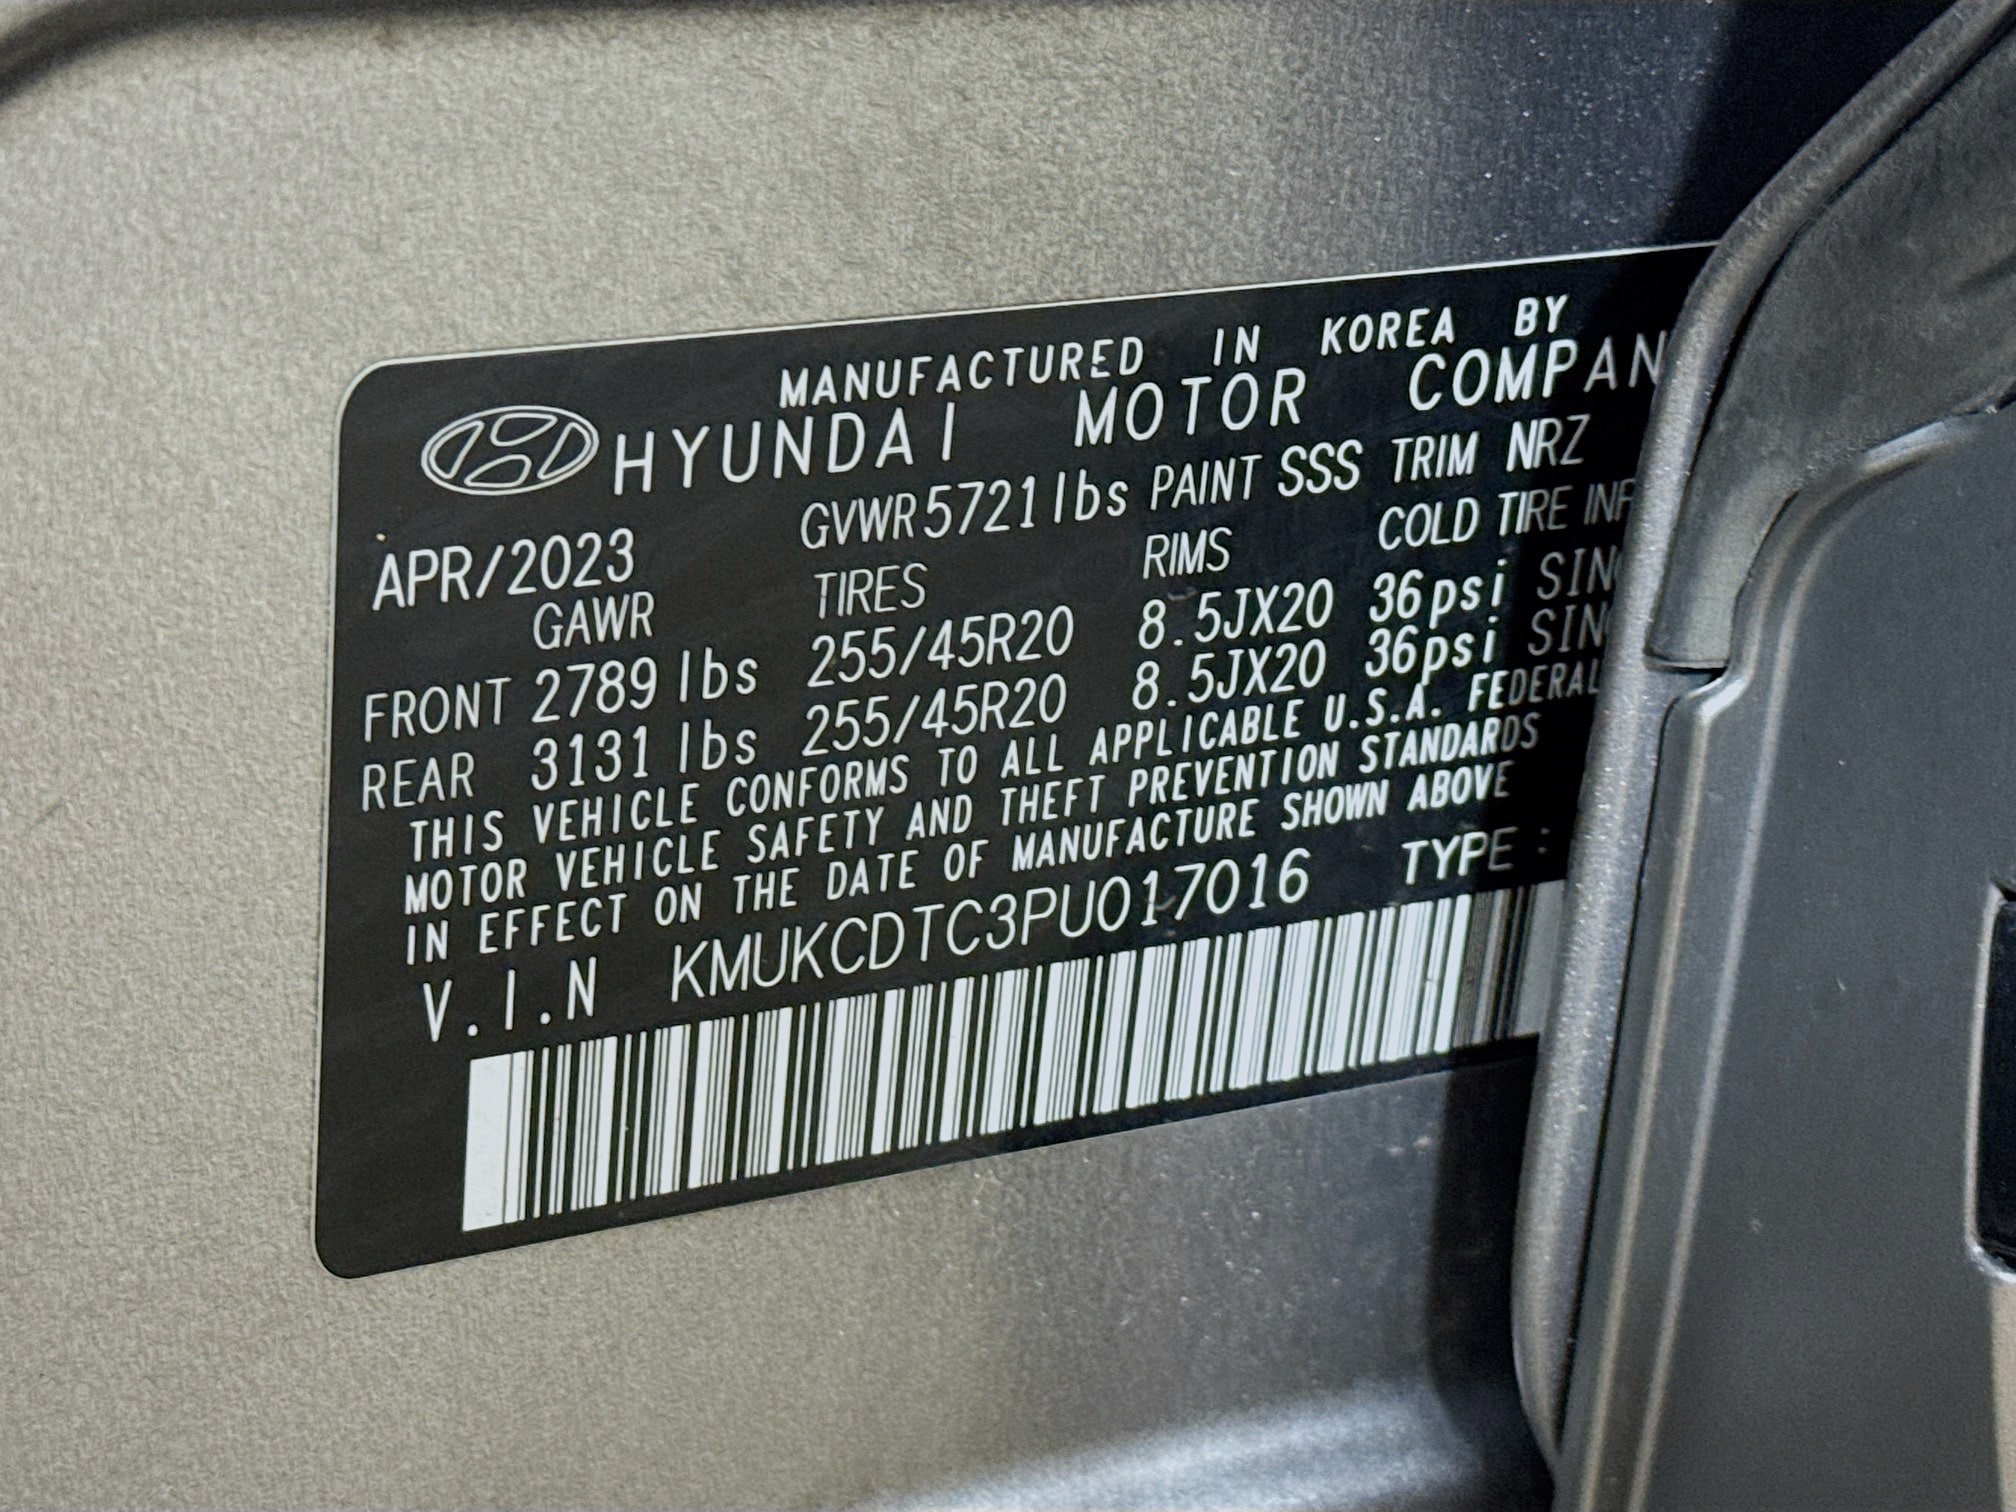 MANUFACTURED IN KOREA BY
HYUNDAI MOTOR COMPAN
APR/2023 GVWR 5721 lbs PAINT SSS TRIM NRZ
GAWR TIRES RIMS COLD TIRE INF
FRONT 2789 lbs 255/45R20 8.5JX20 36psi SIN
REAR 3131 lbs 255/45R20 8.5JX20 36psi SIN
THIS VEHICLE CONFORMS TO ALL APPLICABLE U.S.A. FEDERAL
MOTOR VEHICLE SAFETY AND THEFT PREVENTION STANDARDS
IN EFFECT ON THE DATE OF MANUFACTURE SHOWN ABOVE
V.I.N KMUKCDTC3PU017016 TYPE :